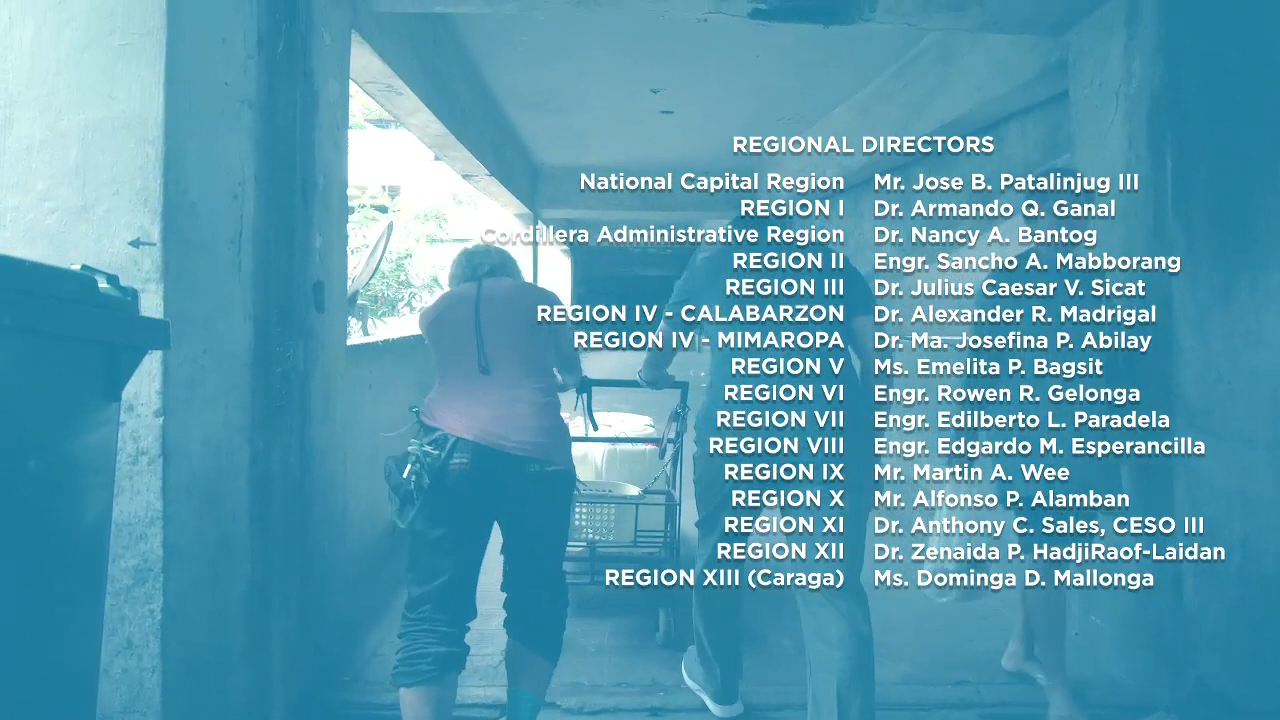 REGIONAL DIRECTORS
National Capital Region Mr. Jose B. Patalinjug III
REGION I Dr. Armando Q. Ganal
Cordillera Administrative Region Dr. Nancy A. Bantog
REGION II Engr. Sancho A. Mabborang
REGION III Dr. Julius Caesar V. Sicat
REGION IV - CALABARZON Dr. Alexander R. Madrigal
REGION IV - MIMAROPA Dr. Ma. Josefina P. Abilay
REGION V Ms. Emelita P. Bagsit
REGION VI Engr. Rowen R. Gelonga
REGION VII Engr. Edilberto L. Paradela
REGION VIII Engr. Edgardo M. Esperancilla
REGION IX Mr. Martin A. Wee
REGION X Mr. Alfonso P. Alamban
REGION XI Dr. Anthony C. Sales, CESO III
REGION XII Dr. Zenaida P. HadjiRaof-Laidan
REGION XIII (Caraga) Ms. Dominga D. Mallonga